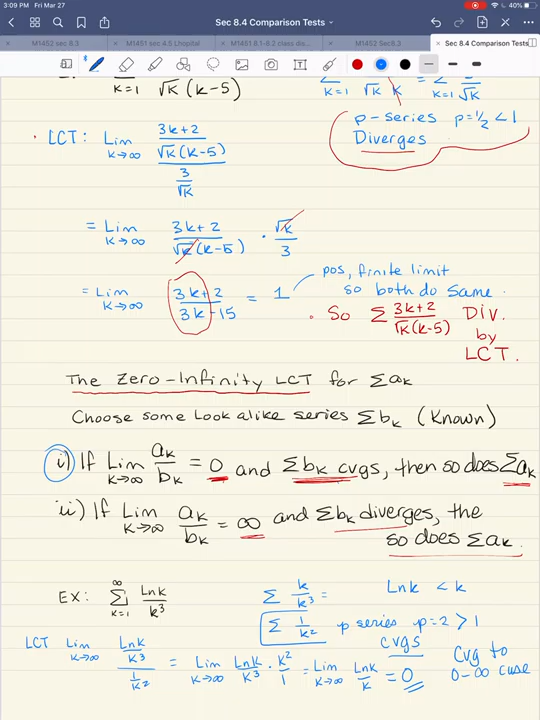 3:09 PM Fri Mar 27
Sec 8.4 Comparison Tests
M1452 sec 8.3
M1451 sec 4.5 Lhopital
M1451 8.1-8.2 class dis...
M1452 Sec8.3
Sec 8.4 Comparison Tests
K=1 √K (K-5)
K=1 √K K = Σ K=1 √K
p-series p=1/2 < 1
Diverges
LCT: Lim K→∞ 3K+2 / √K (K-5) / 3/√K
= Lim K→∞ 3K+2 / √K (K-5) · √K / 3
= Lim K→∞ 3K+2 / 3K-15 = 1
pos, finite limit
so both do same.
So Σ 3K+2 / √K (K-5) DIV. by LCT.
The Zero-Infinity LCT for Σ aK
Choose some Look alike series Σ bK (Known)
i) If Lim K→∞ aK / bK = 0 and Σ bK cvgs, then so does Σ aK
ii) If Lim K→∞ aK / bK = ∞ and Σ bK diverges, the
so does Σ aK.
EX: ∞ Σ K=1 LnK / K³
Σ K / K³ =
LnK < K
Σ 1 / K² p series p=2 > 1
cvgs
LCT Lim K→∞ LnK / K³ / 1 / K² = Lim K→∞ LnK / K³ · K² / 1 = Lim K→∞ LnK / K = 0
Cvg to
0-∞ case